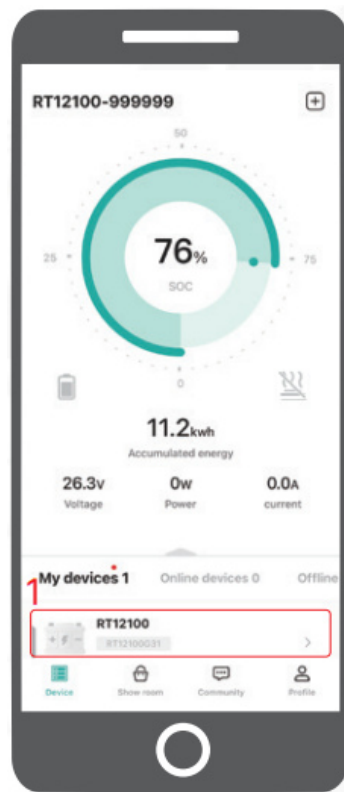 RT12100-999999
50
25
75
76%
SOC
0
11.2kwh
Accumulated energy
26.3V 0W 0.0A
Voltage Power current
My devices 1 Online devices 0 Offline
1
RT12100
RT12100G31
Device Show room Community Profile